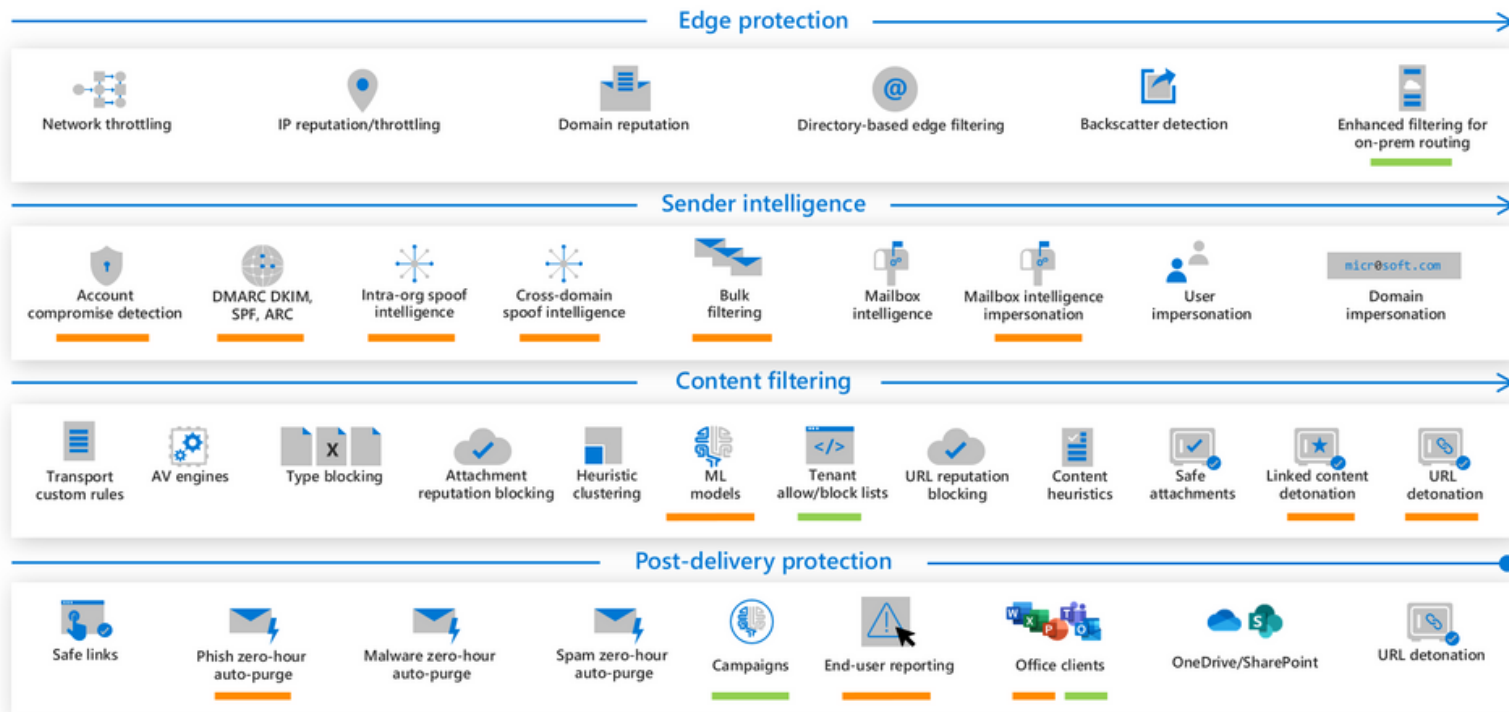 Edge protection
Network throttling
IP reputation/throttling
Domain reputation
Directory-based edge filtering
@
Backscatter detection
Enhanced filtering for
on-prem routing
Sender intelligence
Account
compromise detection
DMARC DKIM,
SPF, ARC
Intra-org spoof
intelligence
Cross-domain
spoof intelligence
Bulk
filtering
Mailbox
intelligence
Mailbox intelligence
impersonation
User
impersonation
micr0soft.com
Domain
impersonation
Content filtering
Transport
custom rules
AV engines
X
Type blocking
Attachment
reputation blocking
Heuristic
clustering
ML
models
</>
Tenant
allow/block lists
URL reputation
blocking
Content
heuristics
Safe
attachments
Linked content
detonation
URL
detonation
Post-delivery protection
Safe links
Phish zero-hour
auto-purge
Malware zero-hour
auto-purge
Spam zero-hour
auto-purge
Campaigns
End-user reporting
W
X
P
T
O
Office clients
S
OneDrive/SharePoint
URL detonation